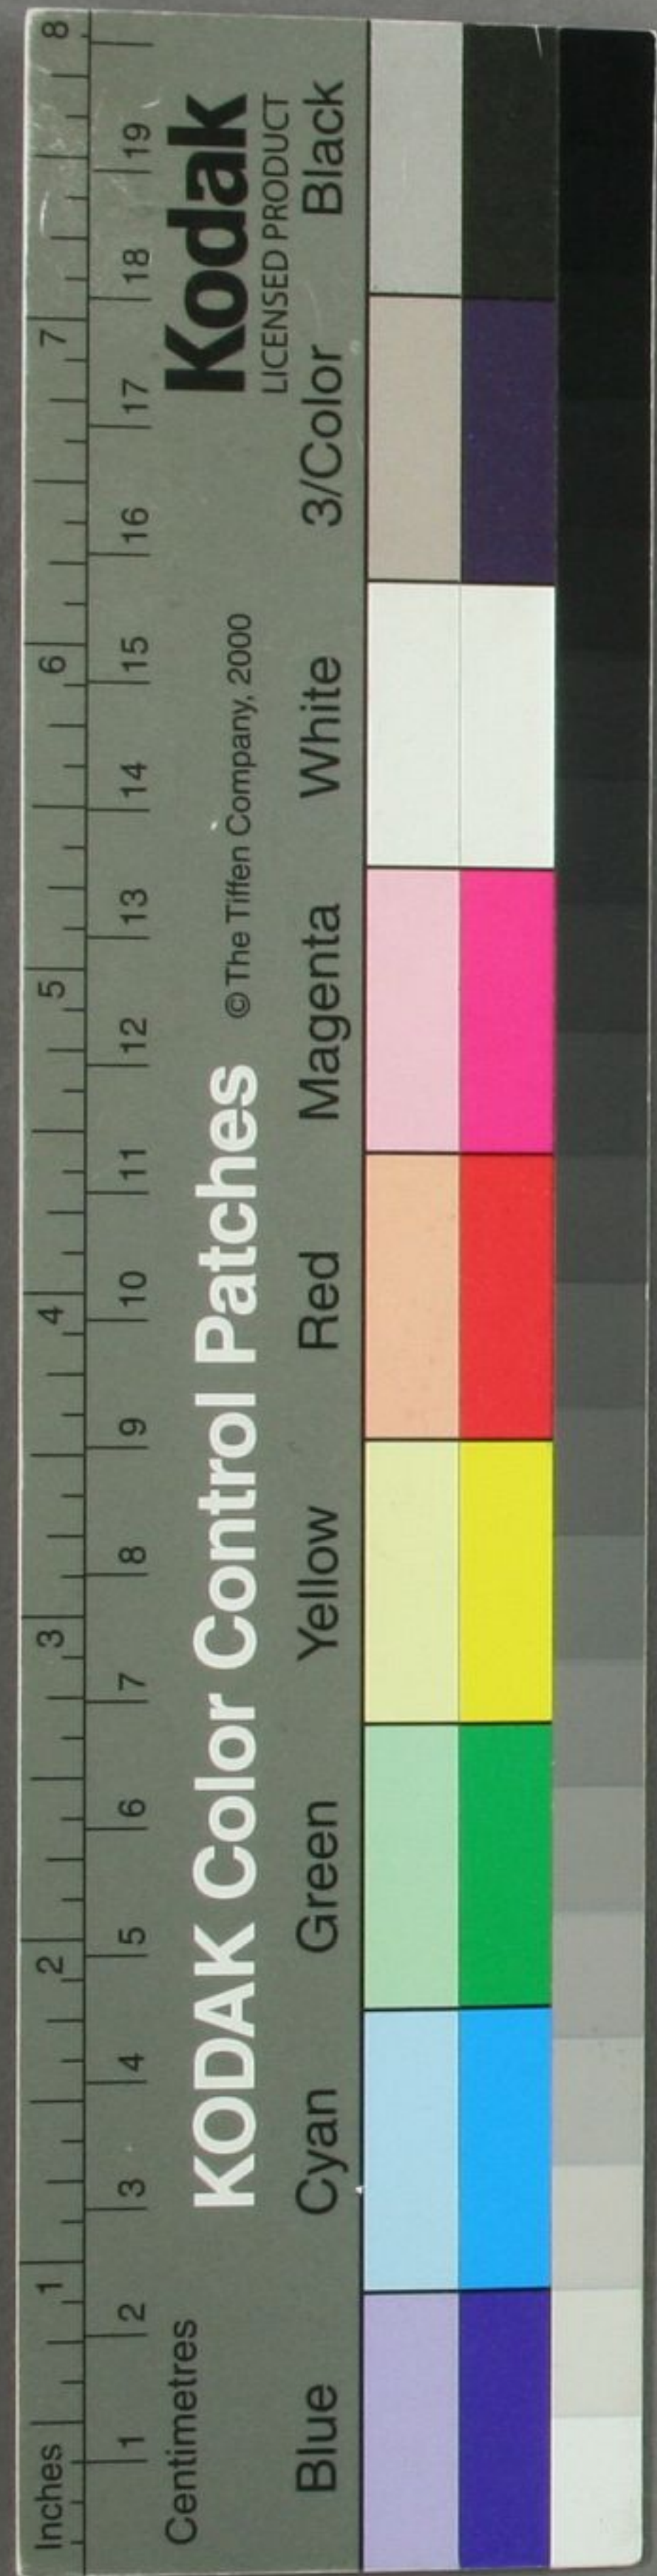 Inches 1 2 3 4 5 6 7 8
1 2 3 4 5 6 7 8 9 10 11 12 13 14 15 16 17 18 19
Centimetres
KODAK Color Control Patches © The Tiffen Company, 2000
Kodak
LICENSED PRODUCT
Blue Cyan Green Yellow Red Magenta White 3/Color Black